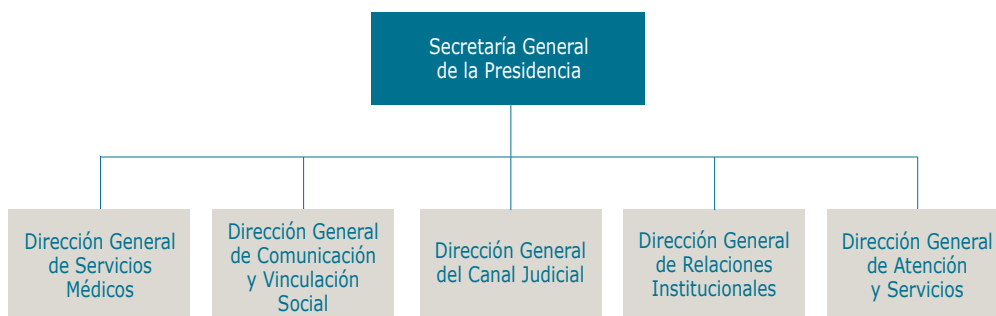 Secretaría General
de la Presidencia
Dirección General
de Servicios
Médicos
Dirección General
de Comunicación
y Vinculación
Social
Dirección General
del Canal Judicial
Dirección General
de Relaciones
Institucionales
Dirección General
de Atención
y Servicios